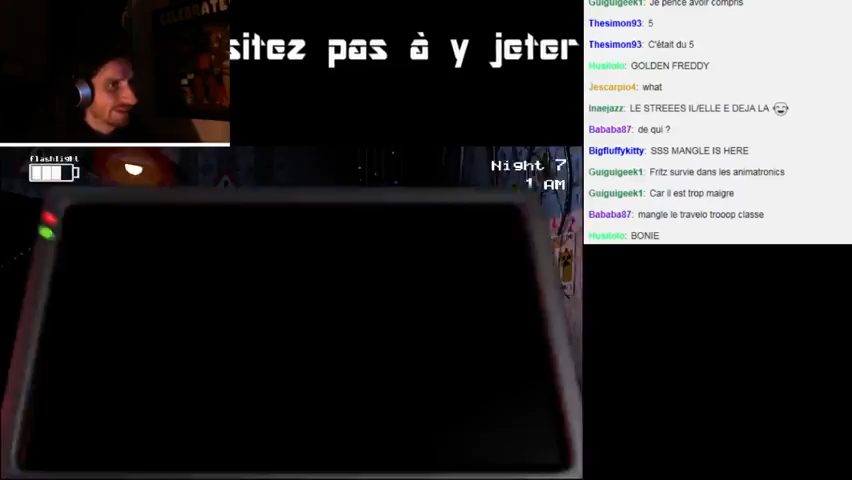 CELEBRATE!
sitez pas à y jeter
flashlight
Night 7
1 AM
Guiguigeek1: Je pence avoir compris
Thesimon93: 5
Thesimon93: C'était du 5
Husilolo: GOLDEN FREDDY
Jescarpio4: what
Inaejazz: LE STREEES IL/ELLE E DEJA LA
Bababa87: de qui ?
Bigfluffykitty: SSS MANGLE IS HERE
Guiguigeek1: Fritz survie dans les animatronics
Guiguigeek1: Car il est trop maigre
Bababa87: mangle le travelo trooop classe
Husilolo: BONIE